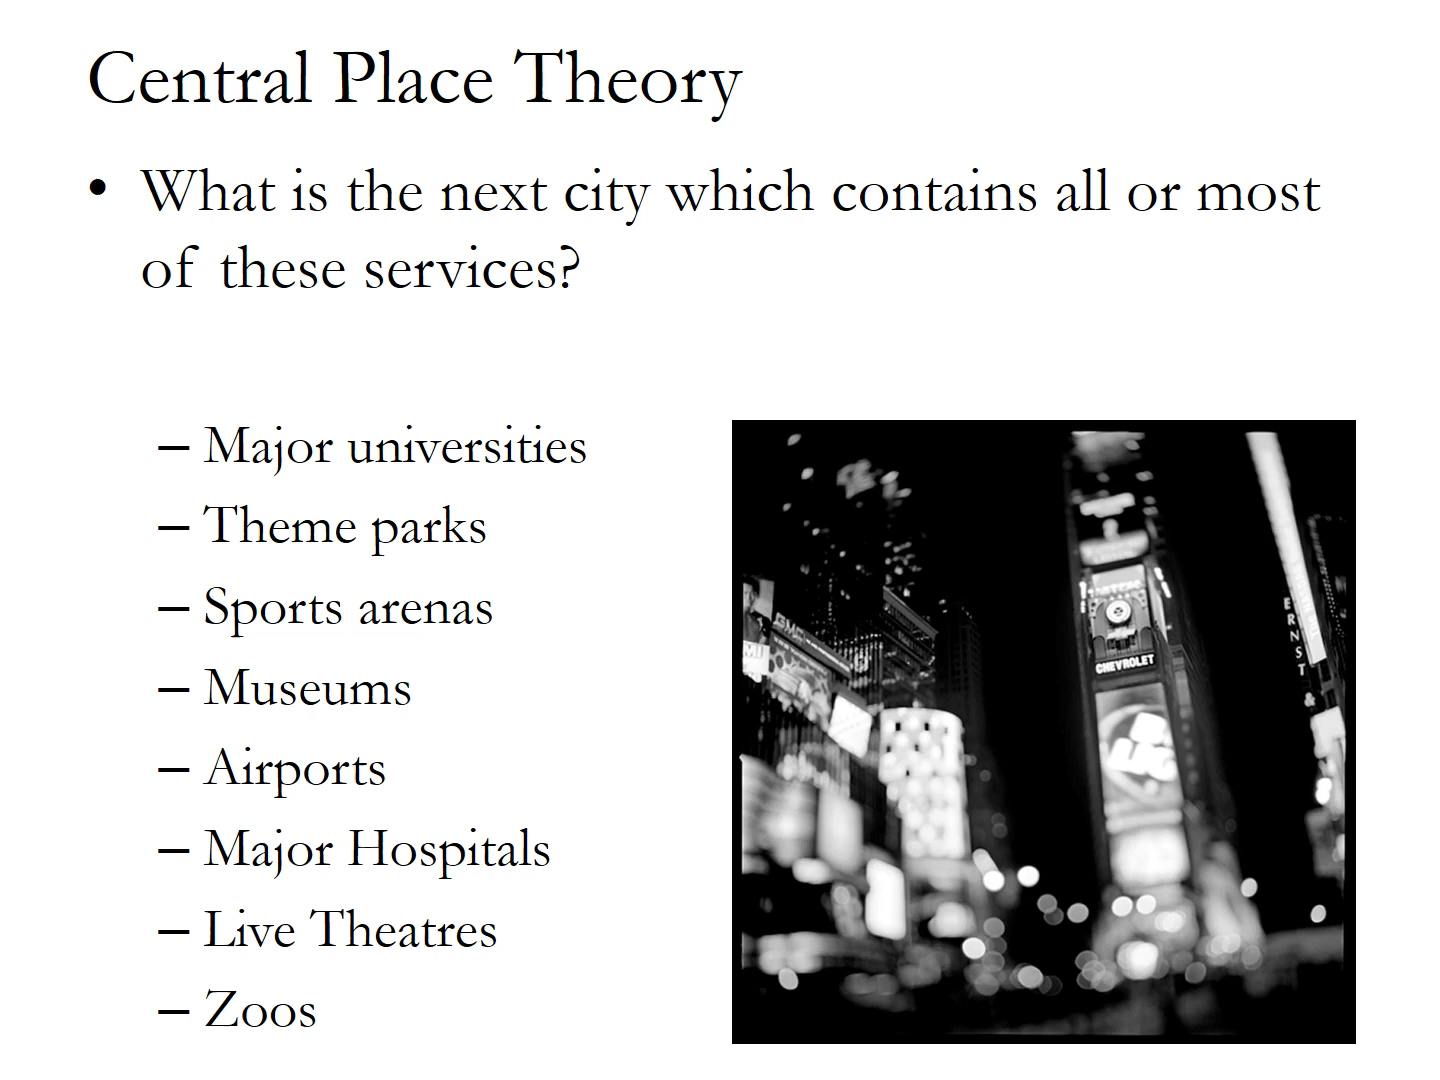 Central Place Theory
• What is the next city which contains all or most
of these services?
– Major universities
– Theme parks
– Sports arenas
– Museums
– Airports
– Major Hospitals
– Live Theatres
– Zoos
GMC
CHEVROLET
ERNST &